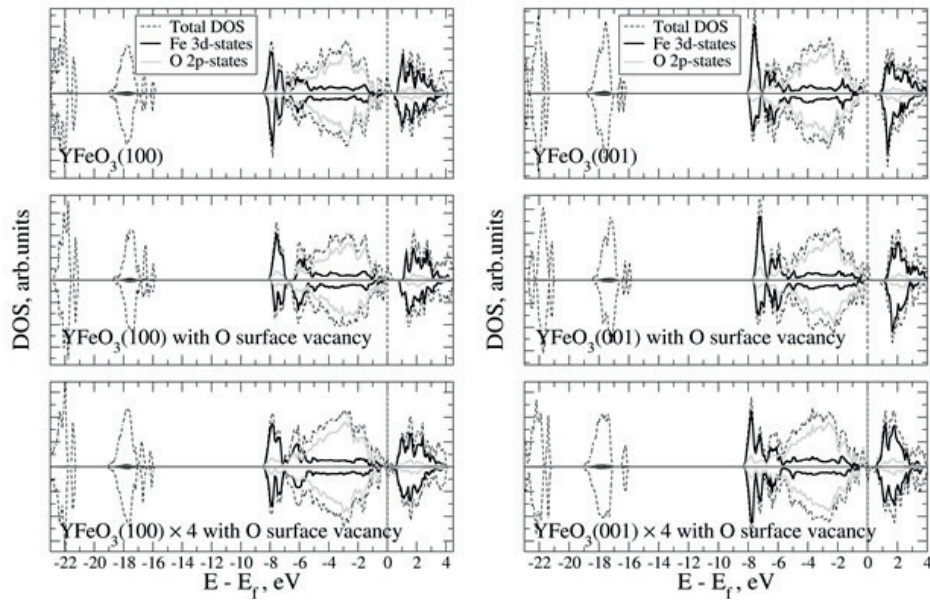 Total DOS
Fe 3d-states
O 2p-states
YFeO₃(100)
Total DOS
Fe 3d-states
O 2p-states
YFeO₃(001)
DOS, arb.units
YFeO₃(100) with O surface vacancy
DOS, arb.units
YFeO₃(001) with O surface vacancy
YFeO₃(100) × 4 with O surface vacancy
YFeO₃(001) × 4 with O surface vacancy
-22 -20 -18 -16 -14 -12 -10 -8 -6 -4 -2 0 2 4
-22 -20 -18 -16 -14 -12 -10 -8 -6 -4 -2 0 2 4
E - E_f , eV
E - E_f , eV